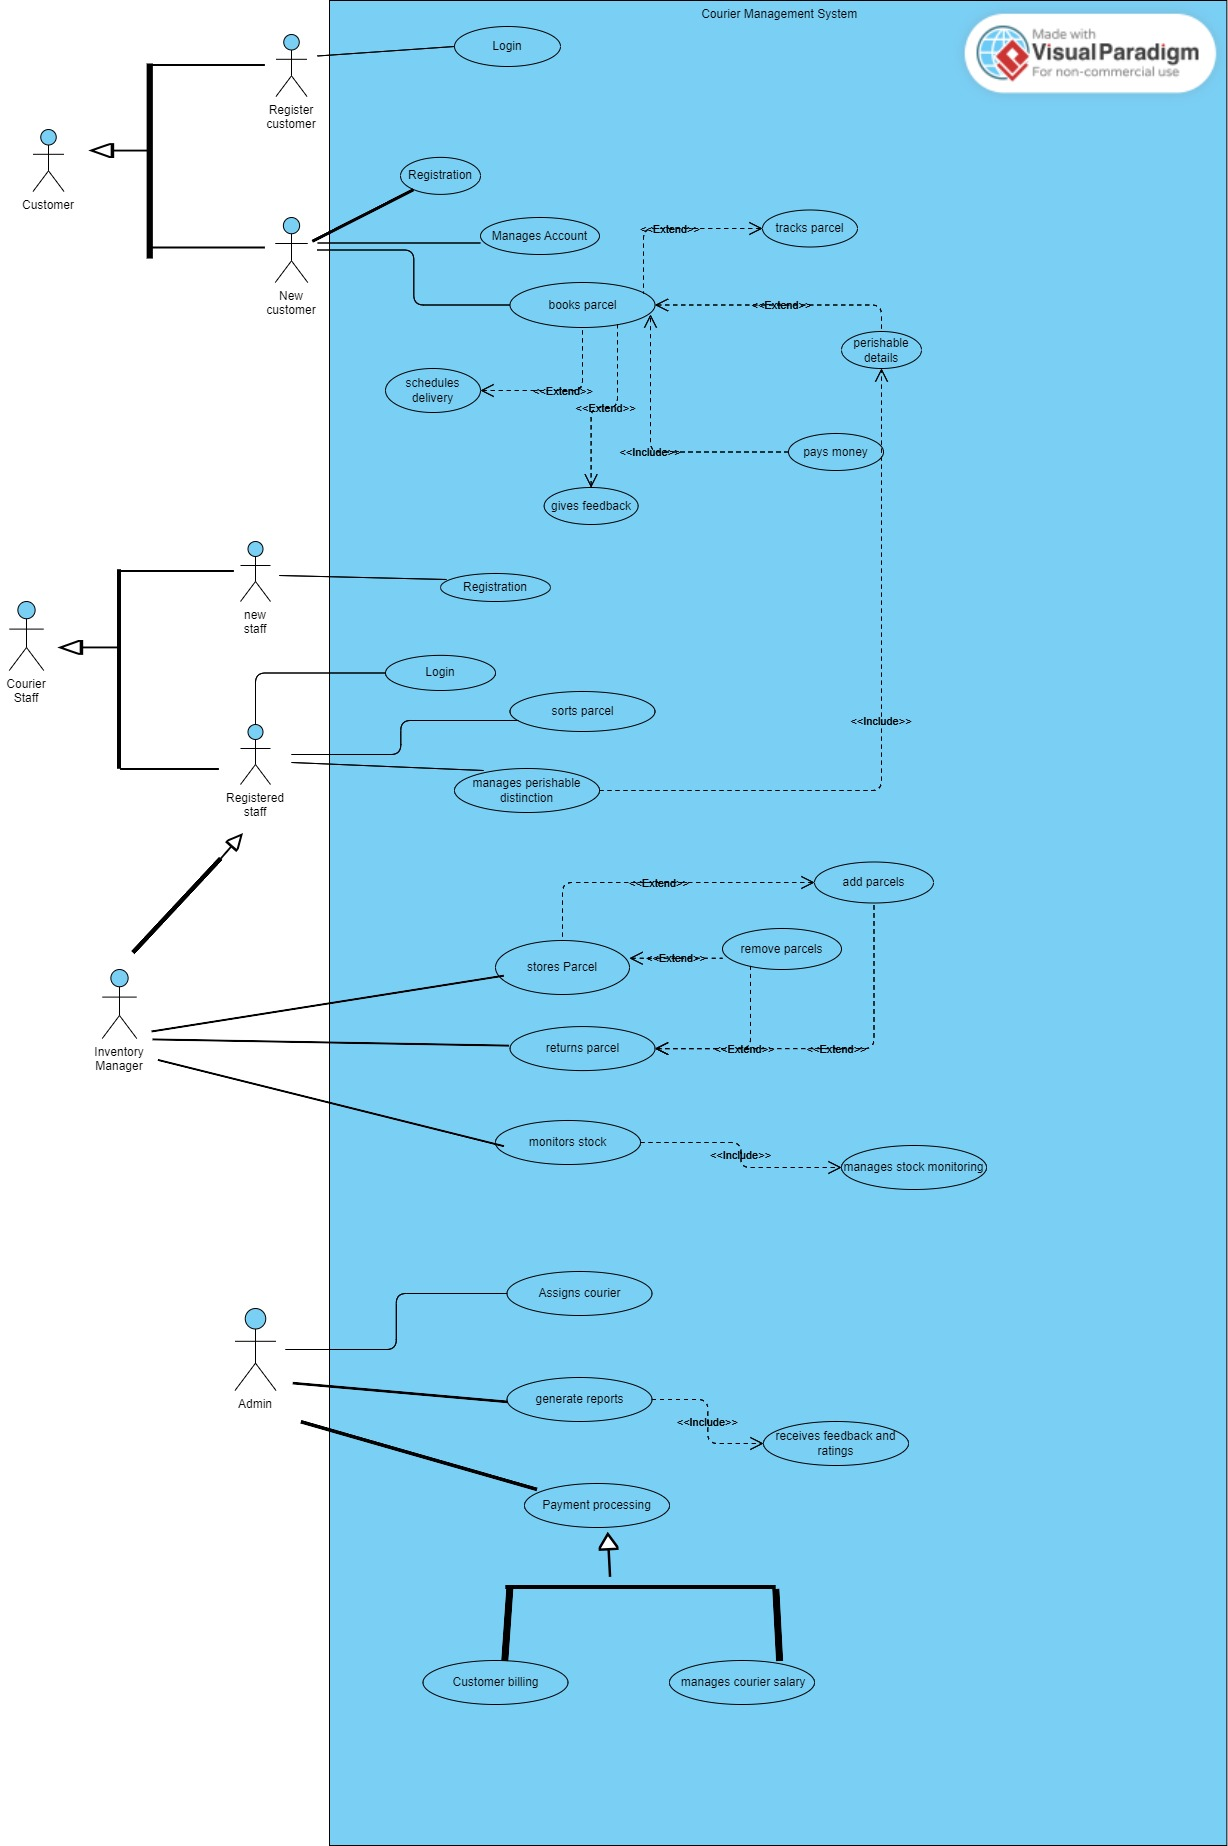 Courier Management System
Made with
Visual Paradigm
For non-commercial use
Login
Register
customer
Customer
Registration
New
customer
Manages Account
<<Extend>>
tracks parcel
books parcel
<<Extend>>
perishable
details
schedules
delivery
<<Extend>>
<<Extend>>
<<Include>>
pays money
gives feedback
new
staff
Registration
Courier
Staff
Login
sorts parcel
<<Include>>
Registered
staff
manages perishable
distinction
<<Extend>>
add parcels
stores Parcel
<<Extend>>
remove parcels
Inventory
Manager
returns parcel
<<Extend>>
<<Extend>>
monitors stock
<<Include>>
manages stock monitoring
Assigns courier
Admin
generate reports
<<Include>>
receives feedback and
ratings
Payment processing
Customer billing
manages courier salary